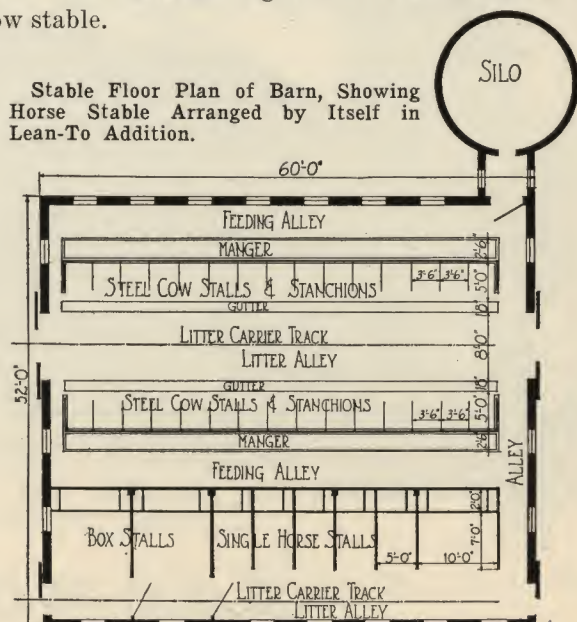 ow stable.
Stable Floor Plan of Barn, Showing
Horse Stable Arranged by Itself in
Lean-To Addition.
SILO
60'-0"
FEEDING ALLEY
MANGER
2'-6"
STEEL COW STALLS & STANCHIONS
3'-6" 3'-6"
5'-0"
GUTTER
18"
LITTER CARRIER TRACK
8'-0"
LITTER ALLEY
52'-0"
GUTTER
18"
STEEL COW STALLS & STANCHIONS
3'-6" 3'-6"
5'-0"
MANGER
2'-6"
FEEDING ALLEY
ALLEY
2'-0"
BOX STALLS SINGLE HORSE STALLS
7'-0"
5'-0" 10'-0"
LITTER CARRIER TRACK
LITTER ALLEY